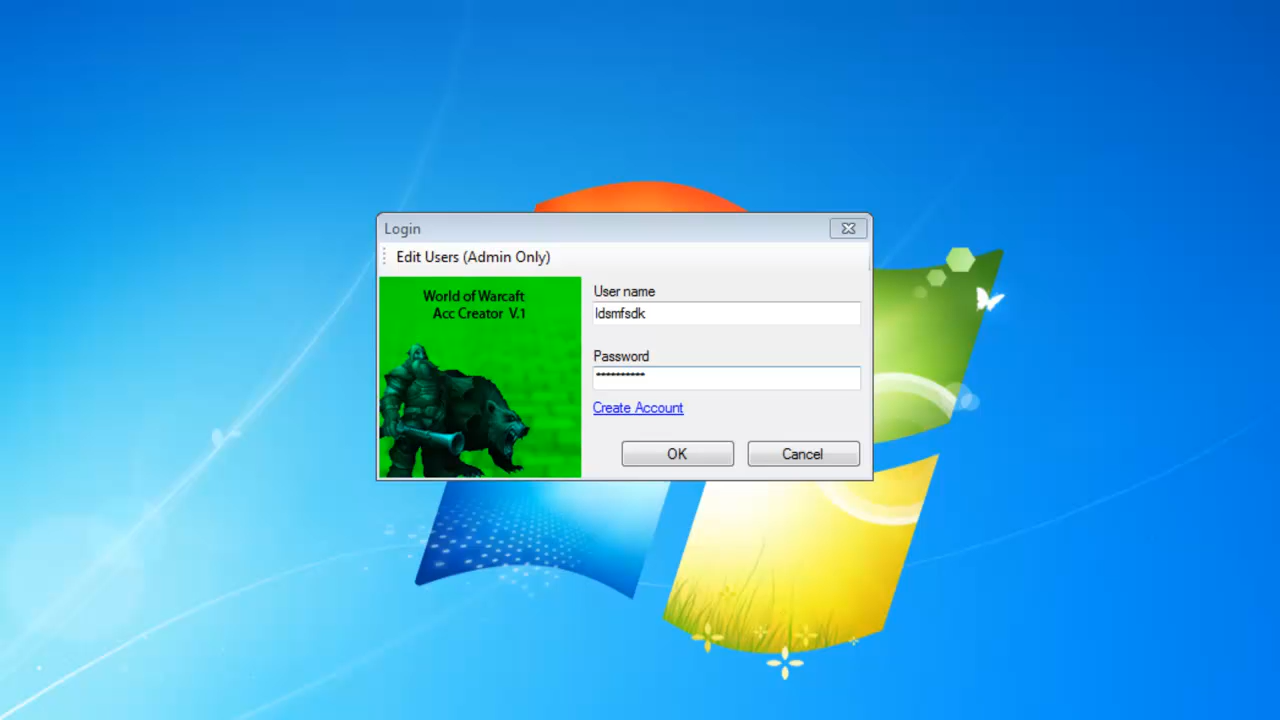 Login
Edit Users (Admin Only)
World of Warcaft
Acc Creator V.1
User name
ldsmfsdk
Password
**********
Create Account
OK
Cancel